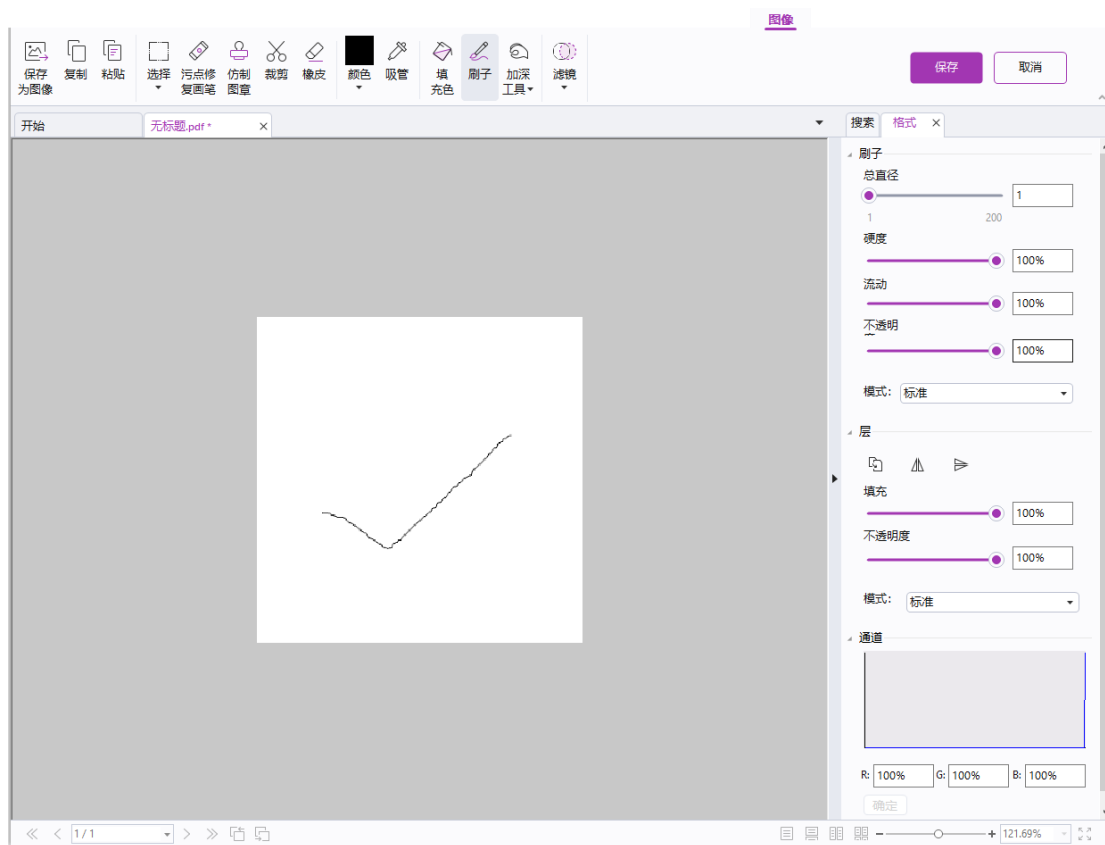 图像
保存为图像 复制 粘贴 选择 污点修复画笔 仿制图章 裁剪 橡皮 颜色 吸管 填充色 刷子 加深工具 滤镜 保存 取消
开始 无标题.pdf * 搜索 格式
刷子
总直径
1
1 200
硬度
100%
流动
100%
不透明度
100%
模式: 标准
层
填充
100%
不透明度
100%
模式: 标准
通道
R: 100% G: 100% B: 100%
确定
1 / 1 121.69%